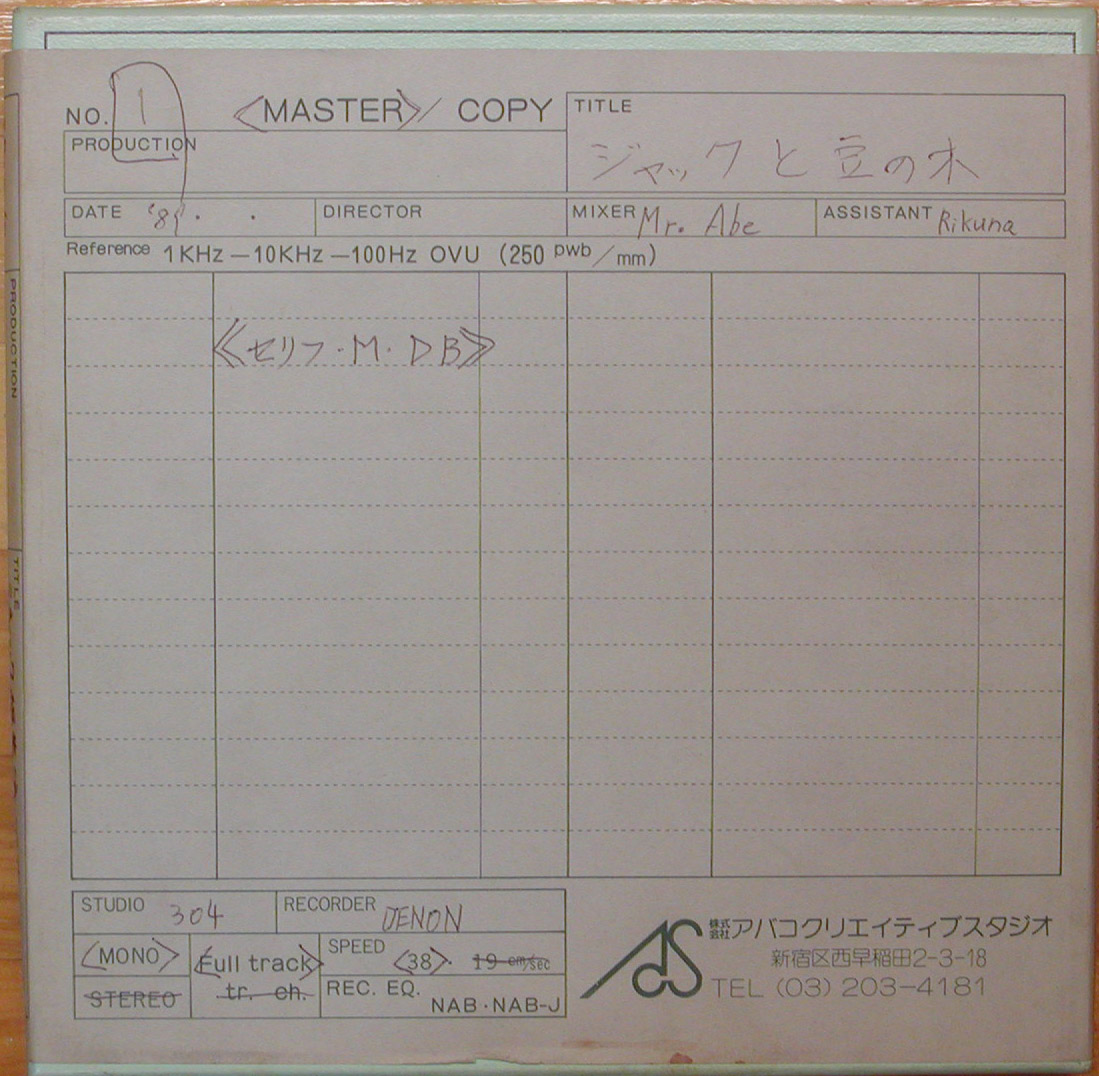 NO. 1 〈MASTER〉/ COPY
TITLE
ジャックと豆の木
PRODUCTION
DATE '89. .
DIRECTOR
MIXER Mr. Abe
ASSISTANT Rikuna
Reference 1KHz—10KHz—100Hz OVU (250 pwb/mm)
《セリフ・M・DB》
PRODUCTION
TITLE
STUDIO 304
RECORDER DENON
〈MONO〉
STEREO
〈Full track〉
tr. ch.
SPEED 〈38〉・19 cm/sec
REC. EQ.
NAB・NAB-J
株式会社アバコクリエイティブスタジオ
新宿区西早稲田2-3-18
TEL (03) 203-4181